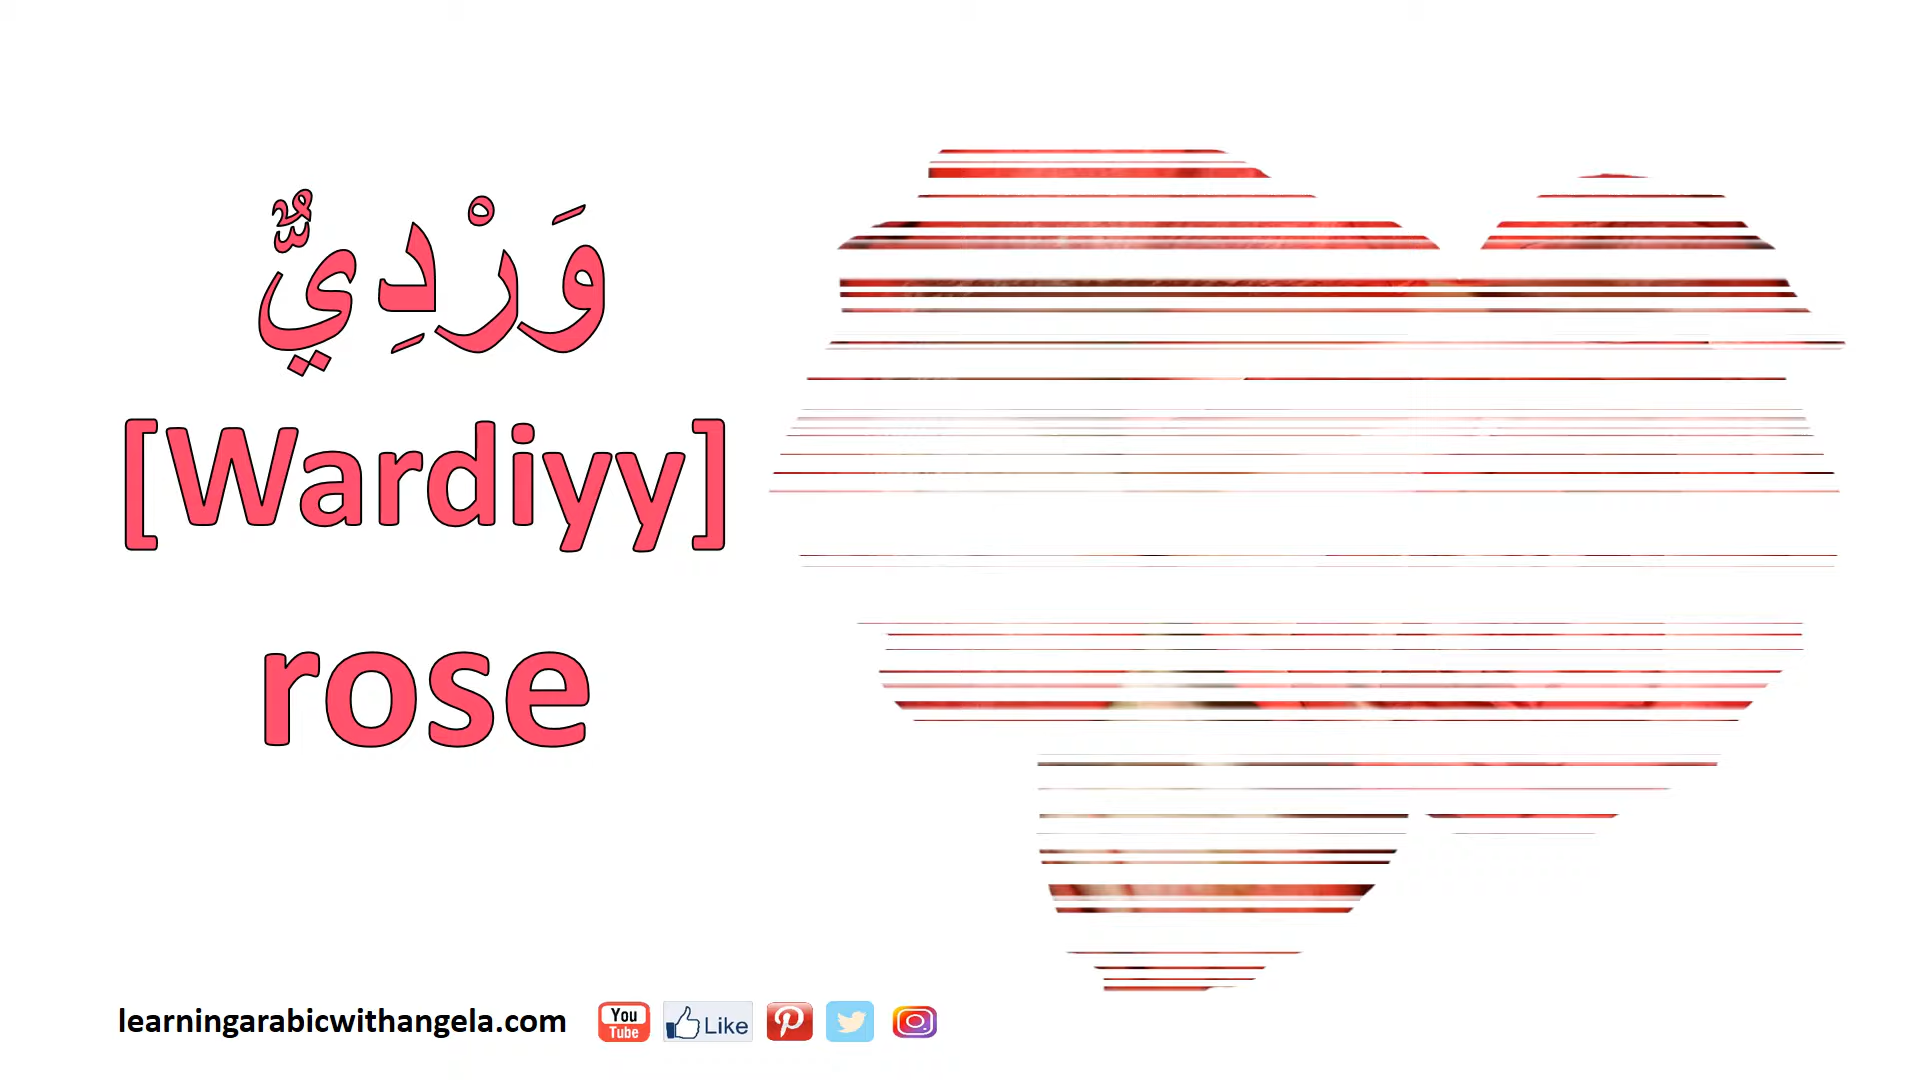 وَرْدِيٌّ
[Wardiyy]
rose
learningarabicwithangela.com You Tube Like